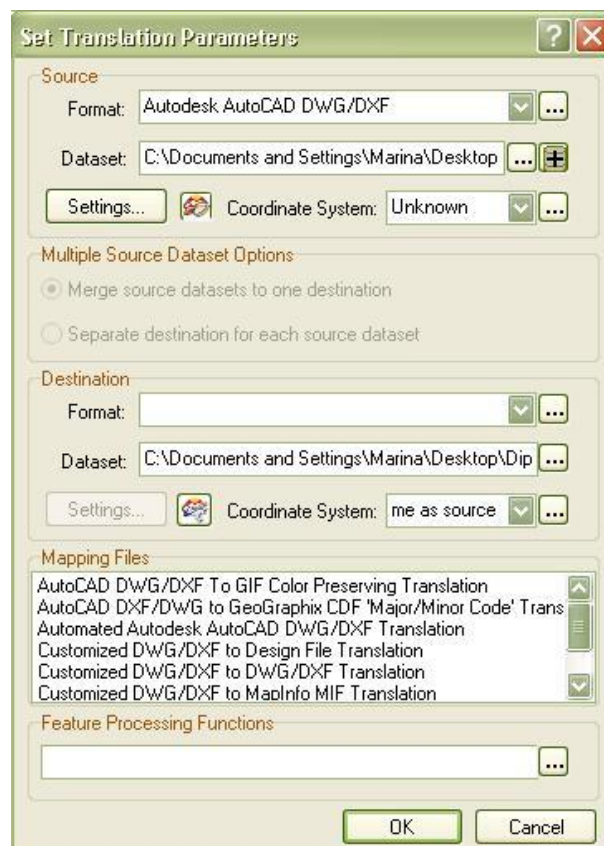 Set Translation Parameters
Source
Format: Autodesk AutoCAD DWG/DXF ...
Dataset: C:\Documents and Settings\Marina\Desktop ...
Settings... Coordinate System: Unknown ...
Multiple Source Dataset Options
Merge source datasets to one destination
Separate destination for each source dataset
Destination
Format: ...
Dataset: C:\Documents and Settings\Marina\Desktop\Dip ...
Settings... Coordinate System: me as source ...
Mapping Files
AutoCAD DWG/DXF To GIF Color Preserving Translation
AutoCAD DXF/DWG to GeoGraphix CDF 'Major/Minor Code' Trans
Automated Autodesk AutoCAD DWG/DXF Translation
Customized DWG/DXF to Design File Translation
Customized DWG/DXF to DWG/DXF Translation
Customized DWG/DXF to MapInfo MIF Translation
Feature Processing Functions
...
OK Cancel